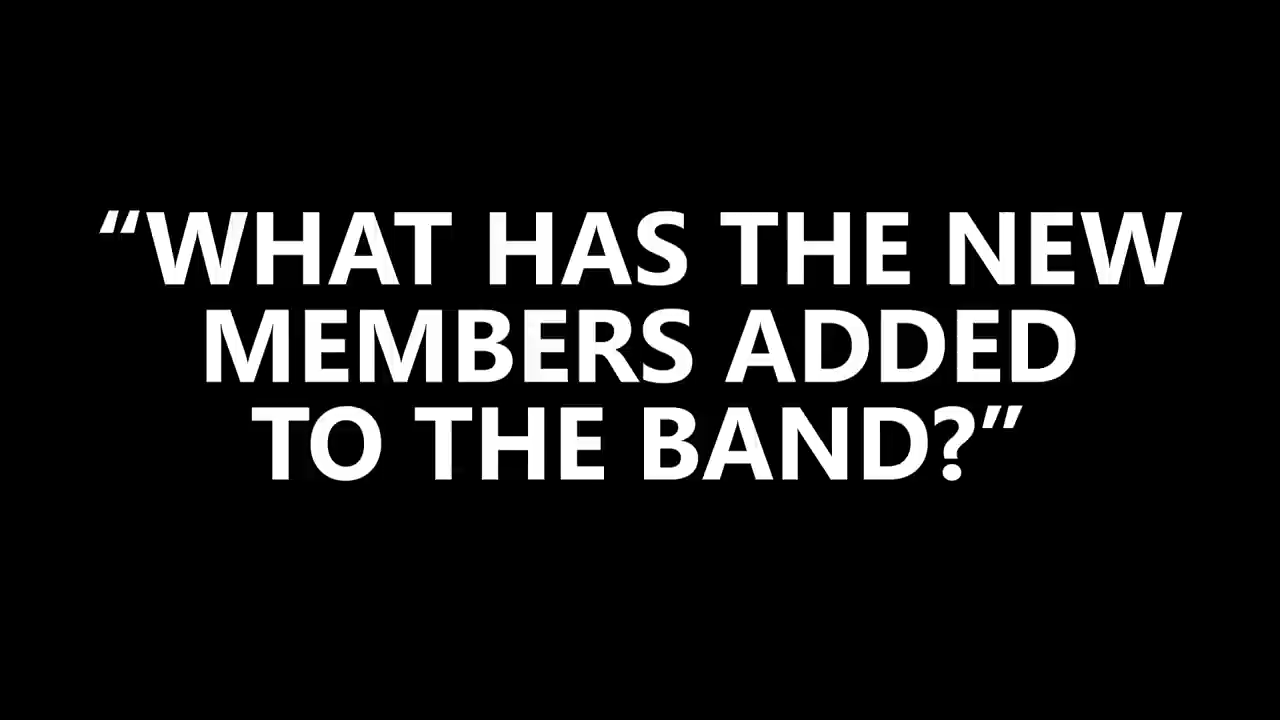 “WHAT HAS THE NEW
MEMBERS ADDED
TO THE BAND?”